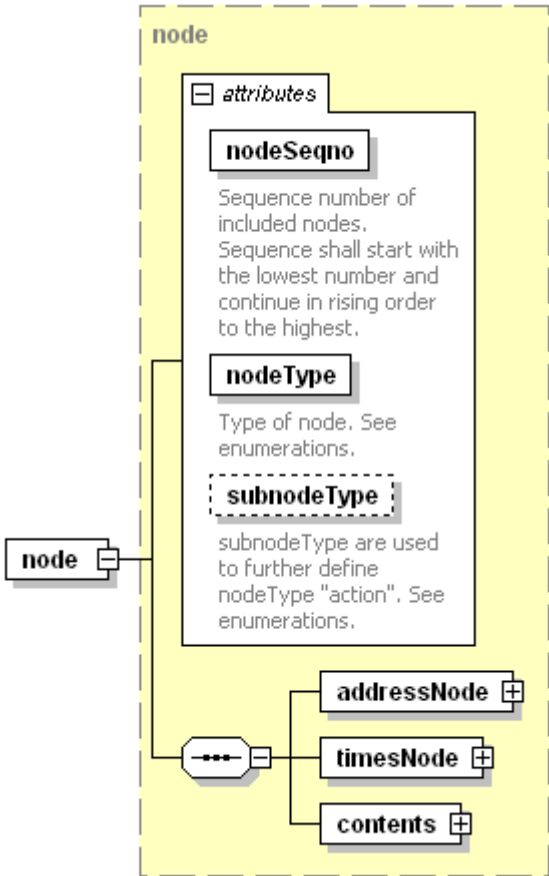 node
attributes
nodeSeqno
Sequence number of
included nodes.
Sequence shall start with
the lowest number and
continue in rising order
to the highest.
nodeType
Type of node. See
enumerations.
subnodeType
subnodeType are used
to further define
nodeType "action". See
enumerations.
node
addressNode
timesNode
contents